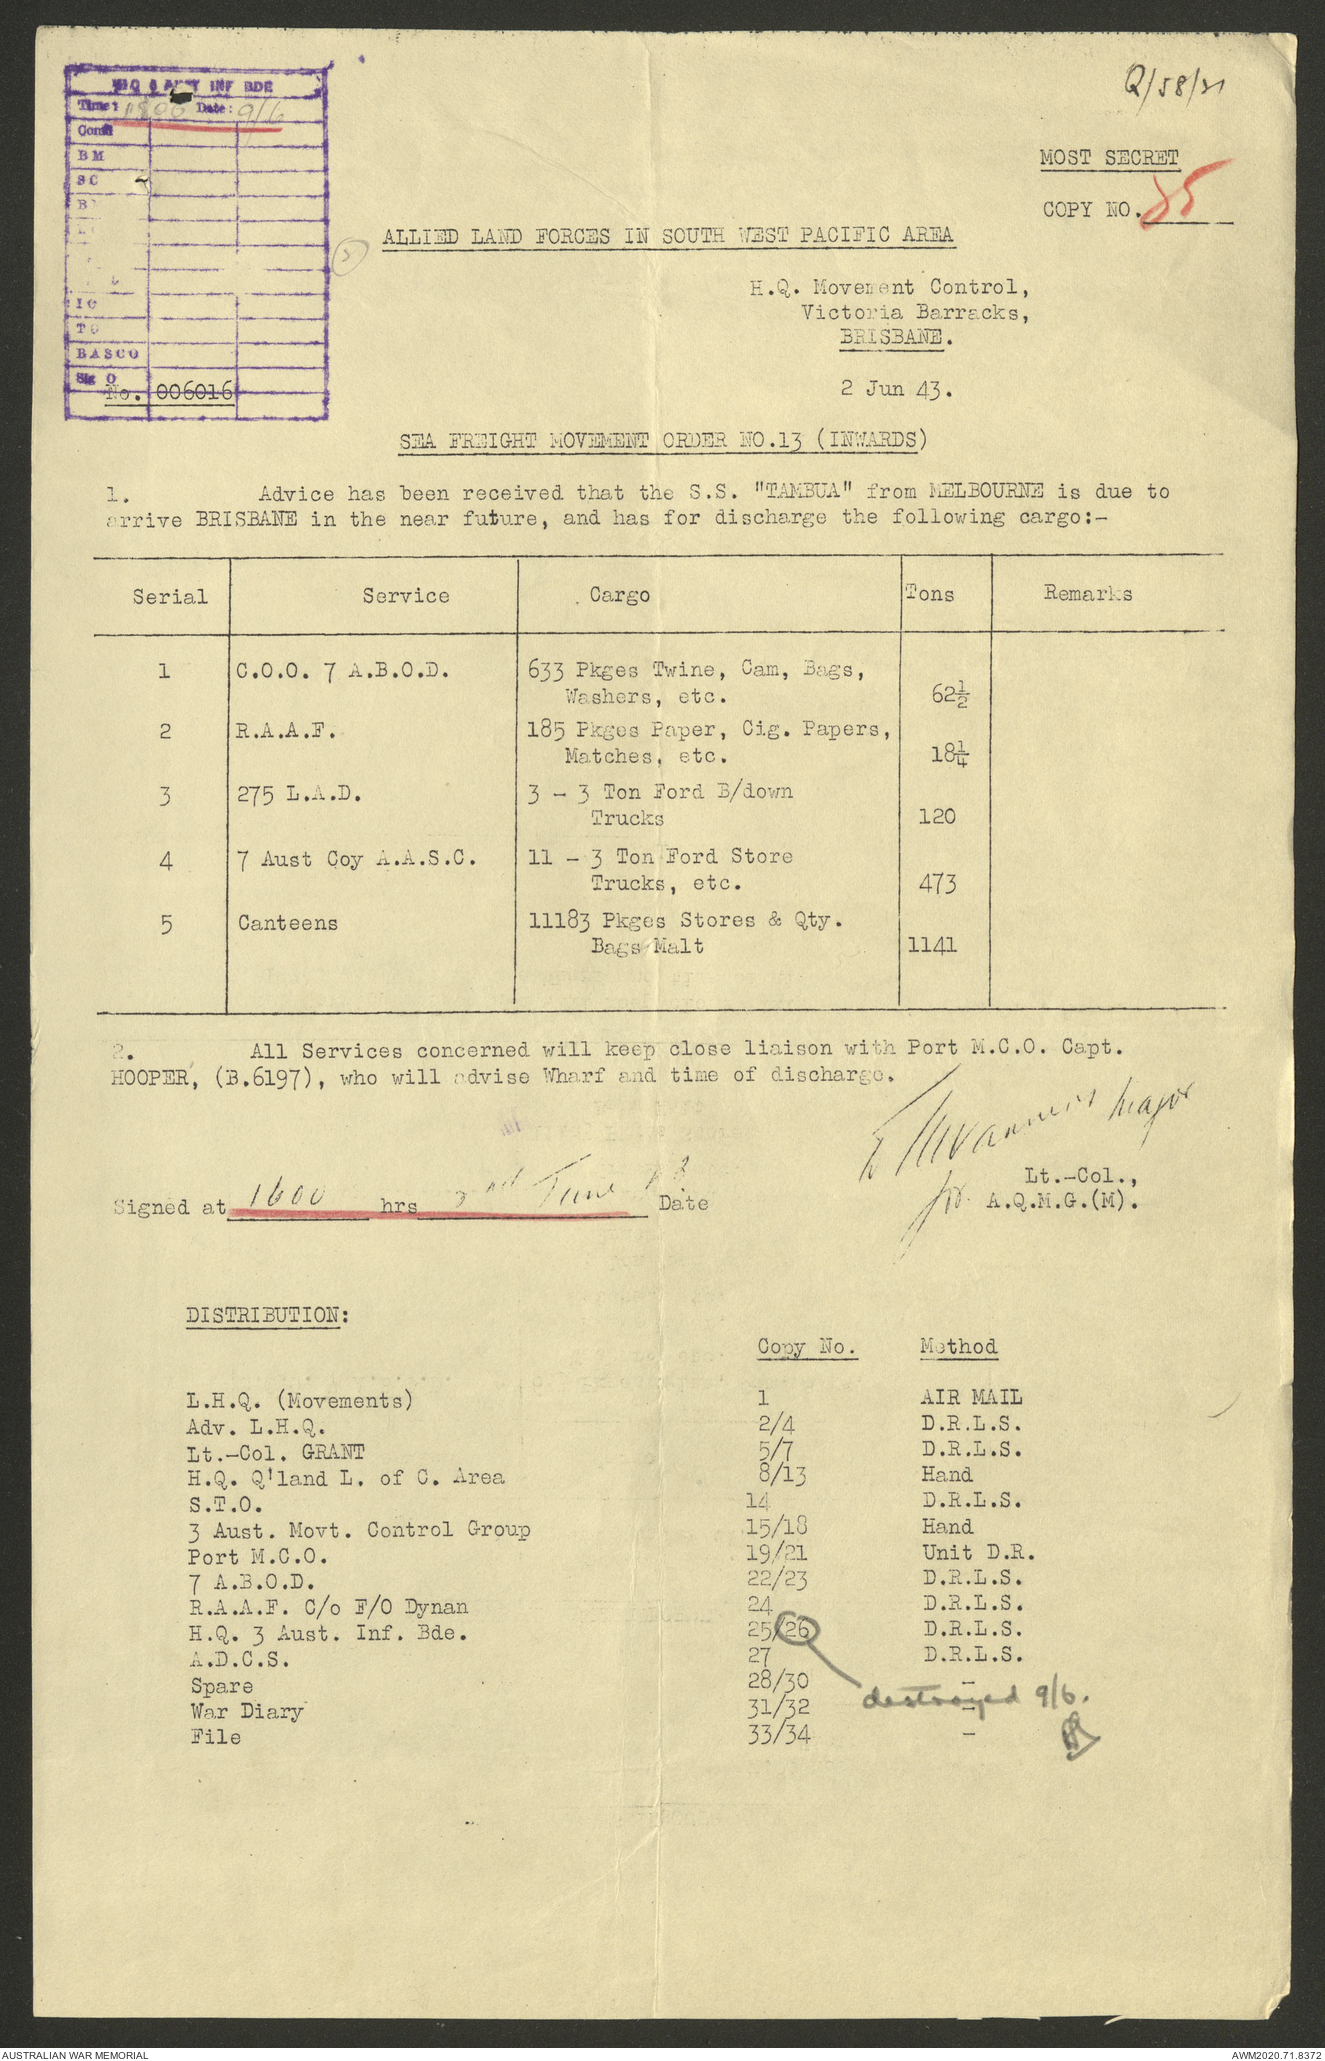 Q/58/21
HQ 3 AUST INF BDE
Time: 1800 Date: 9/6
Comd
BM
SC
B
IO
TO
BASCO
Sig O
MOST SECRET
COPY NO. 25
ALLIED LAND FORCES IN SOUTH WEST PACIFIC AREA
H.Q. Movement Control,
Victoria Barracks,
BRISBANE.
No. 006016
2 Jun 43.
SEA FREIGHT MOVEMENT ORDER NO.13 (INWARDS)
1. Advice has been received that the S.S. "TAMBUA" from MELBOURNE is due to
arrive BRISBANE in the near future, and has for discharge the following cargo:-
Serial Service Cargo Tons Remarks
1 C.O.O. 7 A.B.O.D. 633 Pkges Twine, Cam, Bags,
Washers, etc. 62½
2 R.A.A.F. 185 Pkges Paper, Cig. Papers,
Matches, etc. 18¼
3 275 L.A.D. 3 - 3 Ton Ford B/down
Trucks 120
4 7 Aust Coy A.A.S.C. 11 - 3 Ton Ford Store
Trucks, etc. 473
5 Canteens 11183 Pkges Stores & Qty.
Bags Malt 1141
2. All Services concerned will keep close liaison with Port M.C.O. Capt.
HOOPER, (B.6197), who will advise Wharf and time of discharge.
Major
Lt.-Col.,
for A.Q.M.G.(M).
Signed at 1600 hrs 2nd June 43 Date
DISTRIBUTION:
Copy No. Method
L.H.Q. (Movements) 1 AIR MAIL
Adv. L.H.Q. 2/4 D.R.L.S.
Lt.-Col. GRANT 5/7 D.R.L.S.
H.Q. Q'land L. of C. Area 8/13 Hand
S.T.O. 14 D.R.L.S.
3 Aust. Movt. Control Group 15/18 Hand
Port M.C.O. 19/21 Unit D.R.
7 A.B.O.D. 22/23 D.R.L.S.
R.A.A.F. C/o F/O Dynan 24 D.R.L.S.
H.Q. 3 Aust. Inf. Bde. 25/26 D.R.L.S.
A.D.C.S. 27 D.R.L.S.
Spare 28/30 -
destroyed 9/6.
War Diary 31/32 -
File 33/34 -
AUSTRALIAN WAR MEMORIAL
AWM2020.71.8372